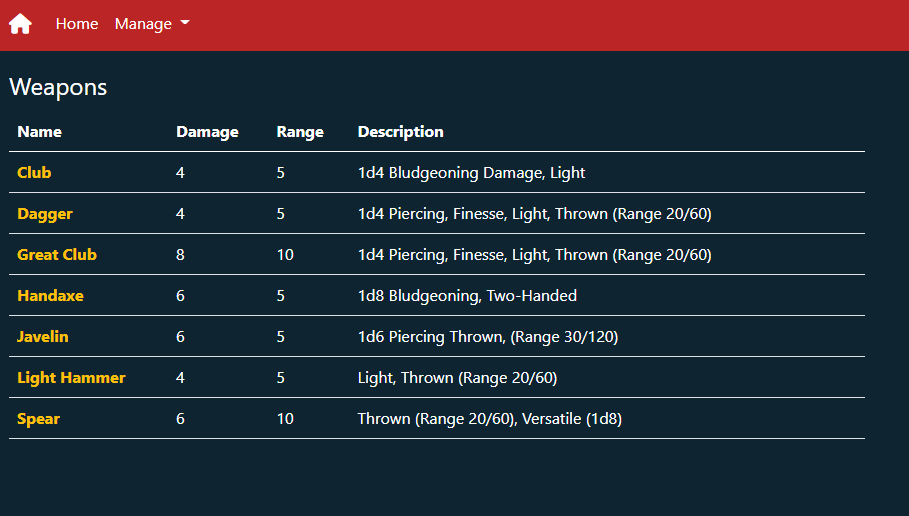 Home Manage
Weapons
Name Damage Range Description
Club 4 5 1d4 Bludgeoning Damage, Light
Dagger 4 5 1d4 Piercing, Finesse, Light, Thrown (Range 20/60)
Great Club 8 10 1d4 Piercing, Finesse, Light, Thrown (Range 20/60)
Handaxe 6 5 1d8 Bludgeoning, Two-Handed
Javelin 6 5 1d6 Piercing Thrown, (Range 30/120)
Light Hammer 4 5 Light, Thrown (Range 20/60)
Spear 6 10 Thrown (Range 20/60), Versatile (1d8)